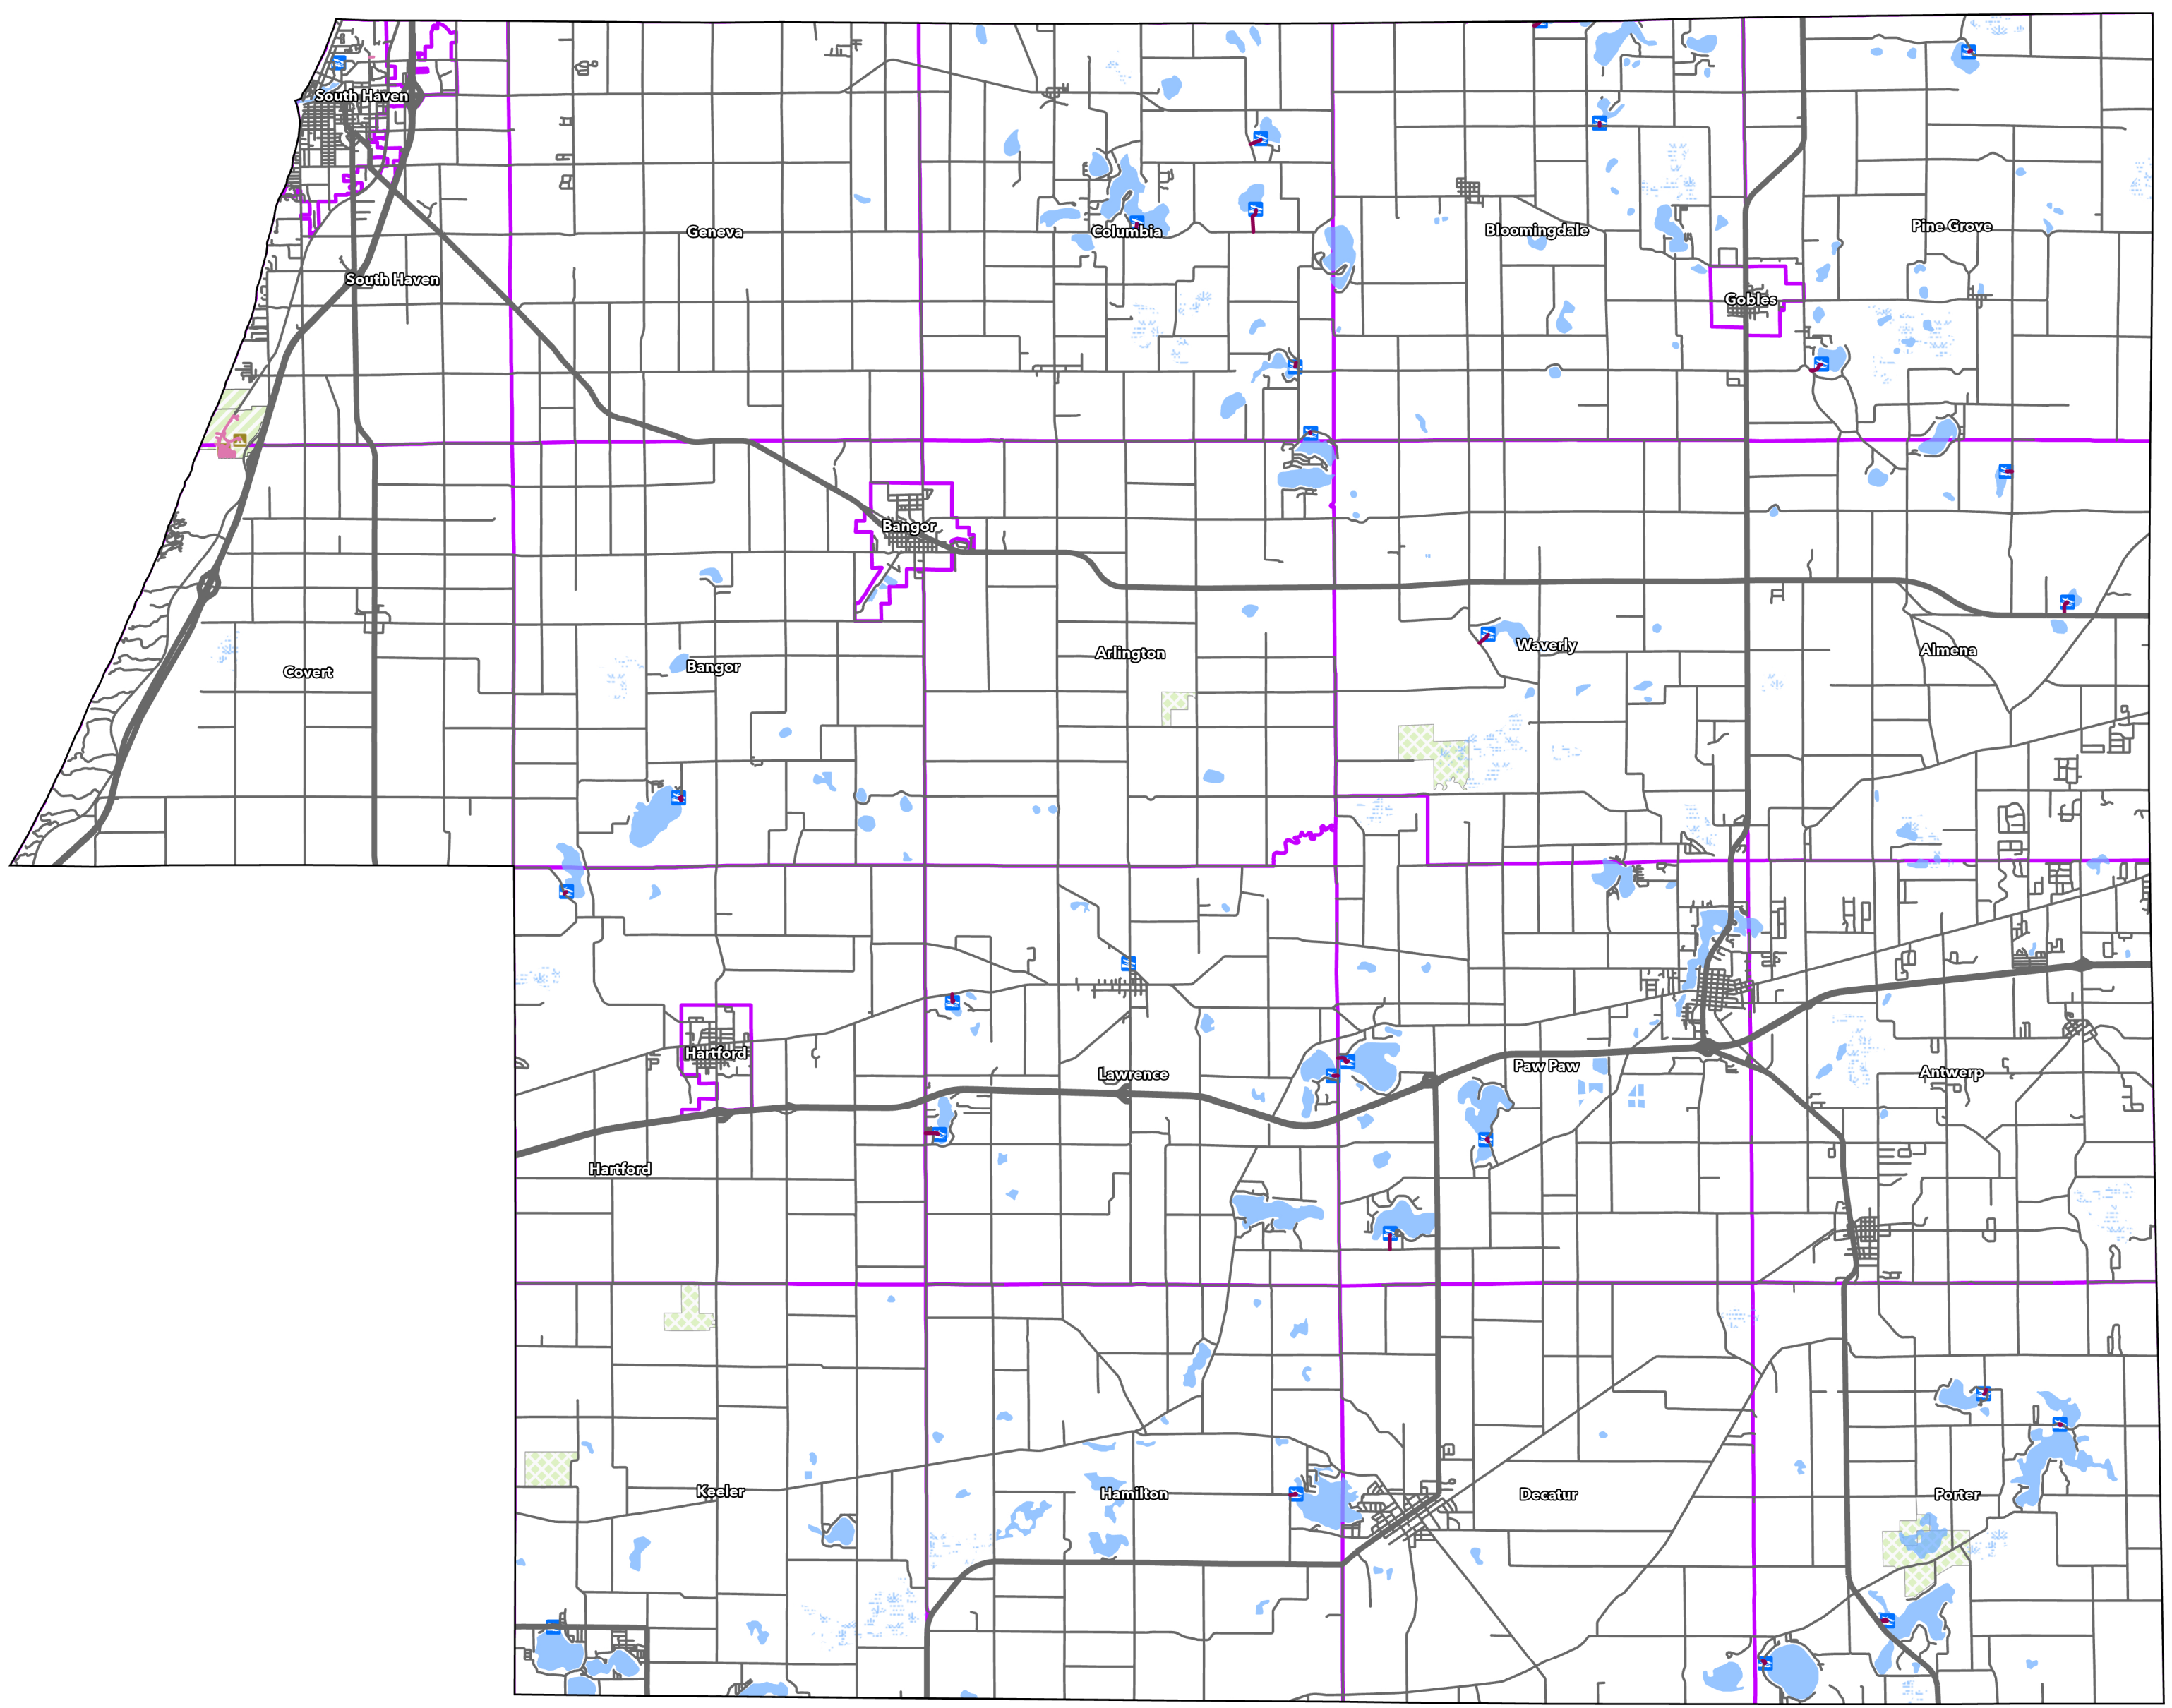 South Haven
Geneva
Columbia
Bloomingdale
Pine Grove
South Haven
Gobles
Bangor
Covert
Bangor
Arlington
Waverly
Almena
Hartford
Lawrence
Paw Paw
Antwerp
Hartford
Keeler
Hamilton
Decatur
Porter